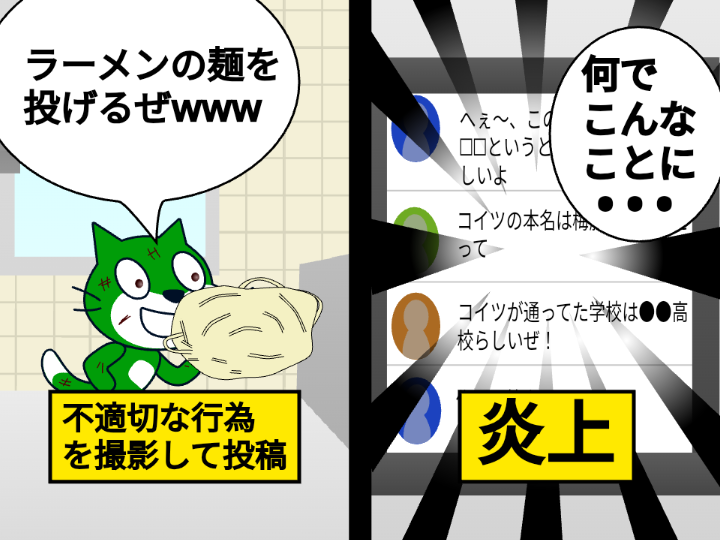 ラーメンの麺を
投げるぜwww
不適切な行為
を撮影して投稿
何で
こんな
ことに
•••
へぇ〜、この
□□というと
しいよ
コイツの本名は
って
コイツが通ってた学校は●●高
校らしいぜ！
炎上